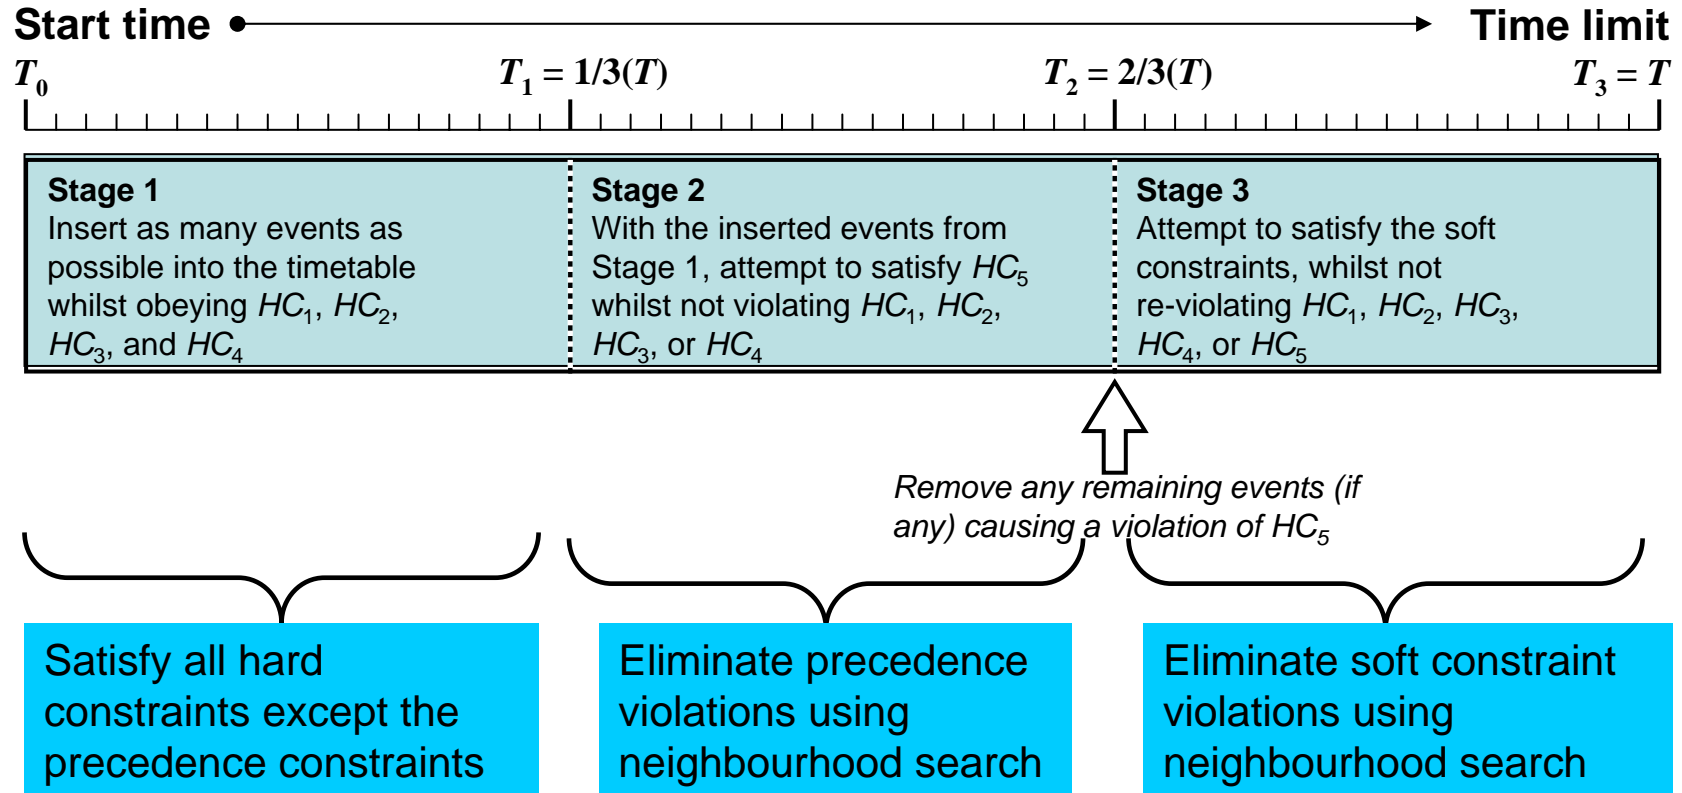 Start time
Time limit
T0
T1 = 1/3(T)
T2 = 2/3(T)
T3 = T
Stage 1
Insert as many events as
possible into the timetable
whilst obeying HC1, HC2,
HC3, and HC4
Stage 2
With the inserted events from
Stage 1, attempt to satisfy HC5
whilst not violating HC1, HC2,
HC3, or HC4
Stage 3
Attempt to satisfy the soft
constraints, whilst not
re-violating HC1, HC2, HC3,
HC4, or HC5
Remove any remaining events (if
any) causing a violation of HC5
Satisfy all hard
constraints except the
precedence constraints
Eliminate precedence
violations using
neighbourhood search
Eliminate soft constraint
violations using
neighbourhood search